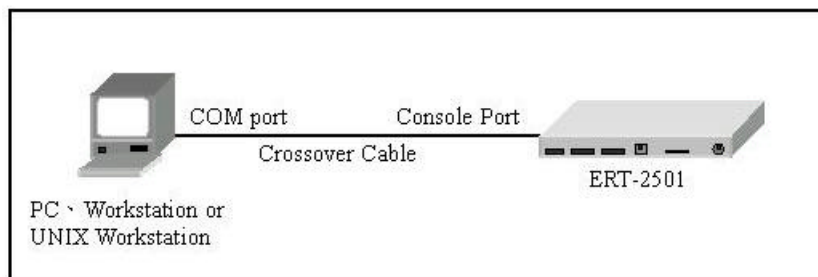 COM port
Console Port
Crossover Cable
ERT-2501
PC、Workstation or
UNIX Workstation